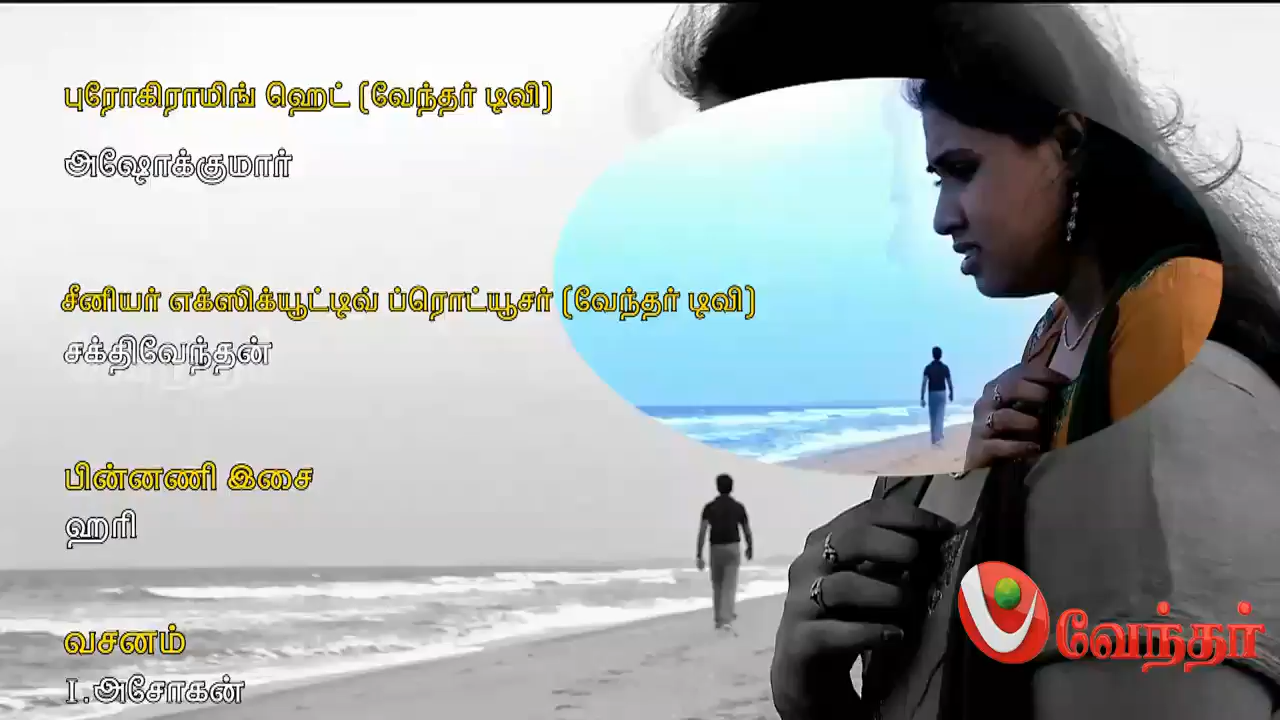 புரோகிராமிங் ஹெட் (வேந்தர் டிவி)
அஷோக்குமார்
சீனியர் எக்ஸிக்யூட்டிவ் ப்ரொட்யூசர் (வேந்தர் டிவி)
சக்திவேந்தன்
பின்னணி இசை
ஹரி
வசனம்
I.அசோகன்
வேந்தர்